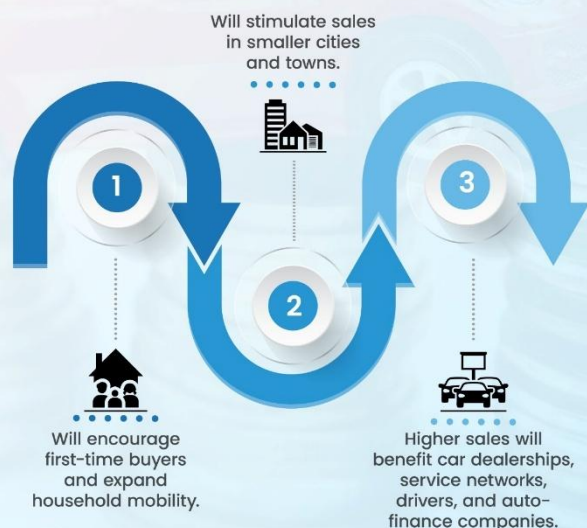 Will stimulate sales
in smaller cities
and towns.
1
2
3
Will encourage
first-time buyers
and expand
household mobility.
Higher sales will
benefit car dealerships,
service networks,
drivers, and auto-
finance companies.